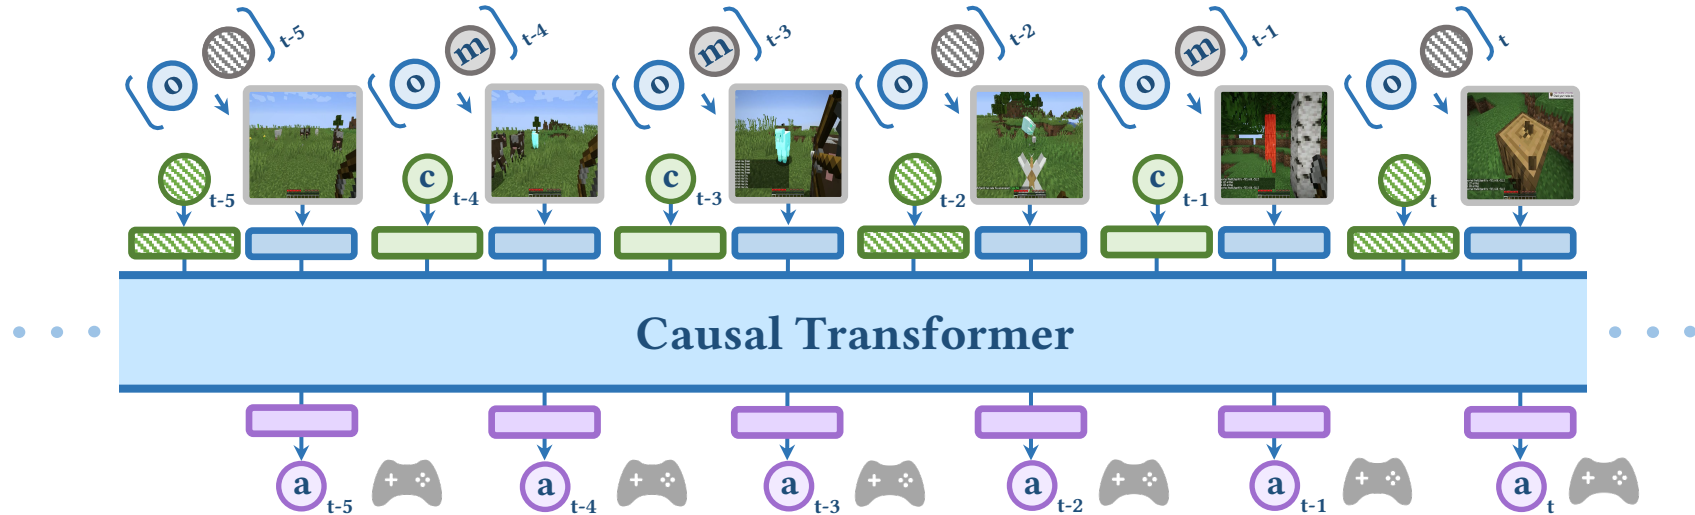 o t-5
o m t-4
o m t-3
o t-2
o m t-1
o t
t-5 c t-4 c t-3 t-2 c t-1 t
Causal Transformer
a t-5 a t-4 a t-3 a t-2 a t-1 a t